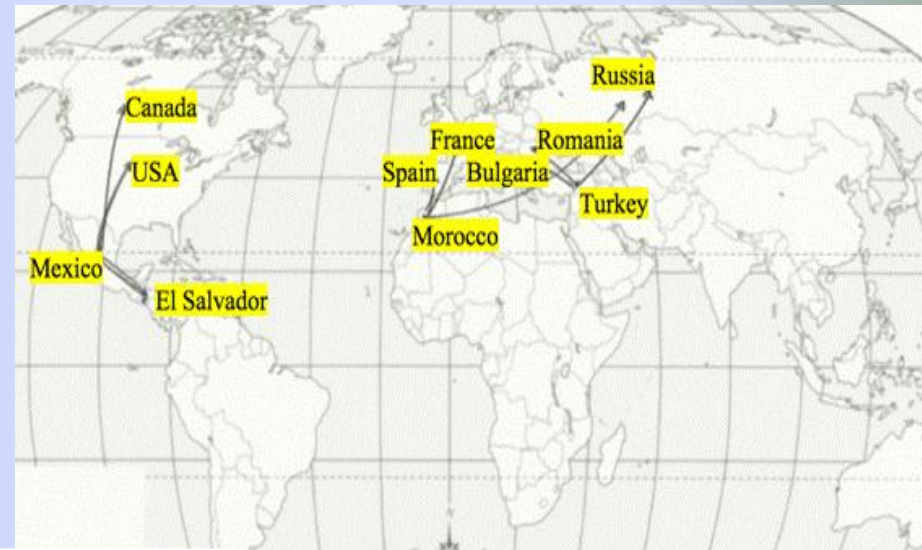 Russia
Canada
France
Romania
USA
Spain
Bulgaria
Turkey
Morocco
Mexico
El Salvador